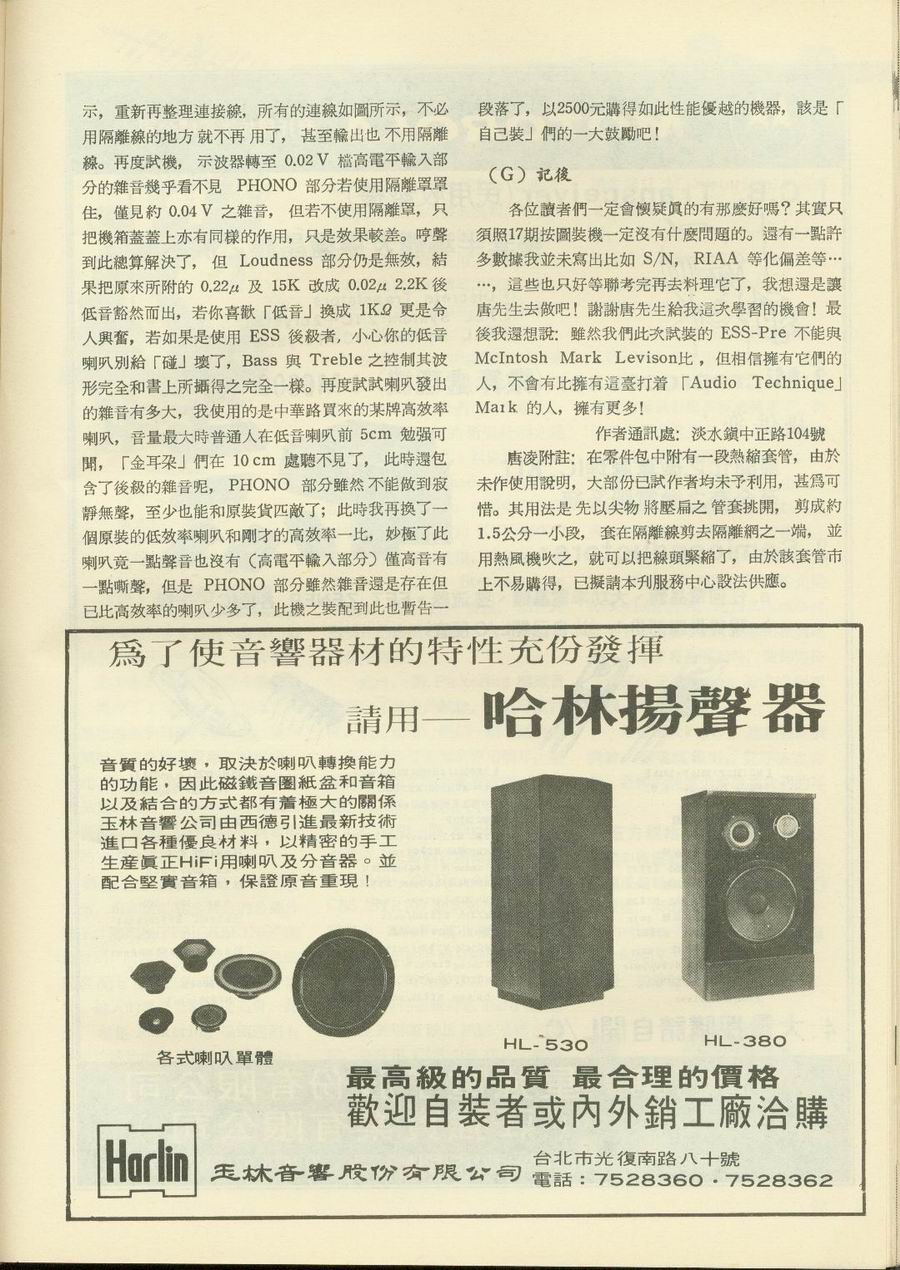 示，重新再整理連接線，所有的連線如圖所示，不必
用隔離線的地方就不再用了，甚至輸出也不用隔離
線。再度試機，示波器轉至 0.02 V 檔高電平輸入部
分的雜音幾乎看不見 PHONO 部分若使用隔離罩罩
住，僅見約 0.04 V 之雜音，但若不使用隔離罩，只
把機箱蓋蓋上亦有同樣的作用，只是效果較差。哼聲
到此總算解決了，但 Loudness 部分仍是無效，結
果把原來所附的 0.22μ 及 15K 改成 0.02μ 2.2K 後
低音豁然而出，若你喜歡「低音」換成 1KΩ 更是令
人興奮，若如果是使用 ESS 後級者，小心你的低音
喇叭別給「碰」壞了，Bass 與 Treble 之控制其波
形完全和書上所攝得之完全一樣。再度試試喇叭發出
的雜音有多大，我使用的是中華路買來的某牌高效率
喇叭，音量最大時普通人在低音喇叭前 5cm 勉强可
聞，「金耳朶」們在 10 cm 處聽不見了，此時還包
含了後級的雜音呢，PHONO 部分雖然不能做到寂
靜無聲，至少也能和原裝貨匹敵了；此時我再換了一
個原裝的低效率喇叭和剛才的高效率一比，妙極了此
喇叭竟一點聲音也沒有（高電平輸入部分）僅高音有
一點嘶聲，但是 PHONO 部分雖然雜音還是存在但
已比高效率的喇叭少多了，此機之裝配到此也暫告一
段落了，以2500元購得如此性能優越的機器，該是「
自己裝」們的一大鼓勵吧！
（G）記後
各位讀者們一定會懷疑眞的有那麽好嗎？其實只
須照17期按圖裝機一定沒有什麽問題的。還有一點許
多數據我並未寫出比如 S/N, RIAA 等化偏差等…
…，這些也只好等聯考完再去料理它了，我想還是讓
唐先生去做吧！謝謝唐先生給我這次學習的機會！最
後我還想說：雖然我們此次試裝的 ESS-Pre 不能與
McIntosh Mark Levison比，但相信擁有它們的
人，不會有比擁有這臺打着「Audio Technique」
Mark 的人，擁有更多！
作者通訊處：淡水鎭中正路104號
唐凌附註：在零件包中附有一段熱縮套管，由於
未作使用說明，大部份已試作者均未予利用，甚爲可
惜。其用法是先以尖物將壓扁之管套挑開，剪成約
1.5公分一小段，套在隔離線剪去隔離網之一端，並
用熱風機吹之，就可以把線頭緊縮了，由於該套管市
上不易購得，已擬請本刋服務中心設法供應。
爲了使音響器材的特性充份發揮
請用—哈林揚聲器
音質的好壞，取決於喇叭轉換能力
的功能，因此磁鐵音圈紙盆和音箱
以及結合的方式都有着極大的關係
玉林音響公司由西德引進最新技術
進口各種優良材料，以精密的手工
生産眞正HiFi用喇叭及分音器。並
配合堅實音箱，保證原音重現！
各式喇叭單體
HL-530
HL-380
最高級的品質 最合理的價格
歡迎自裝者或內外銷工廠洽購
Harlin
玉林音響股份有限公司
台北市光復南路八十號
電話：7528360・7528362